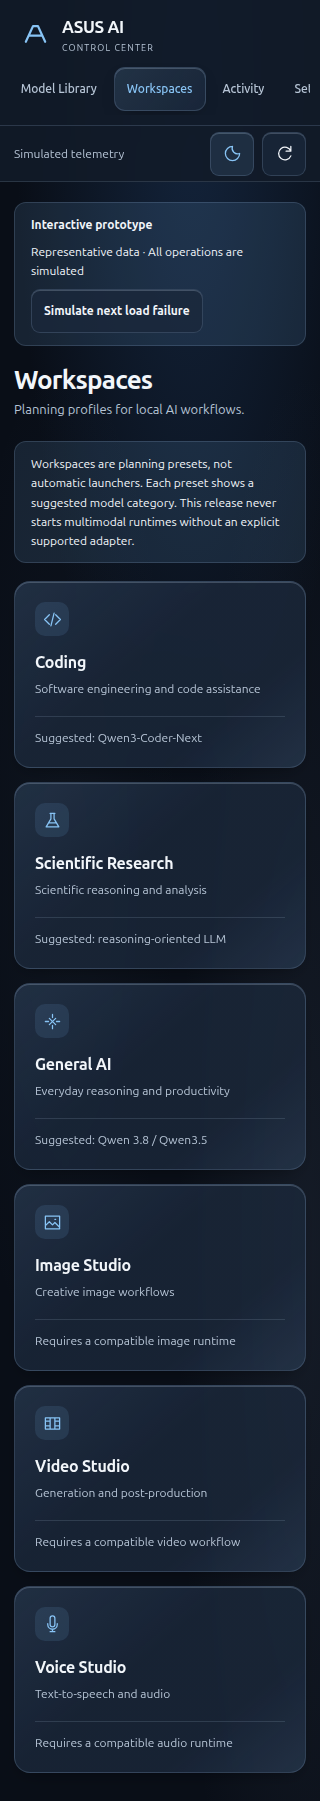 ASUS AI
CONTROL CENTER
Model Library
Workspaces
Activity
Simulated telemetry
Interactive prototype
Representative data · All operations are
simulated
Simulate next load failure
Workspaces
Planning profiles for local AI workflows.
Workspaces are planning presets, not
automatic launchers. Each preset shows a
suggested model category. This release never
starts multimodal runtimes without an explicit
supported adapter.
Coding
Software engineering and code assistance
Suggested: Qwen3-Coder-Next
Scientific Research
Scientific reasoning and analysis
Suggested: reasoning-oriented LLM
General AI
Everyday reasoning and productivity
Suggested: Qwen 3.8 / Qwen3.5
Image Studio
Creative image workflows
Requires a compatible image runtime
Video Studio
Generation and post-production
Requires a compatible video workflow
Voice Studio
Text-to-speech and audio
Requires a compatible audio runtime